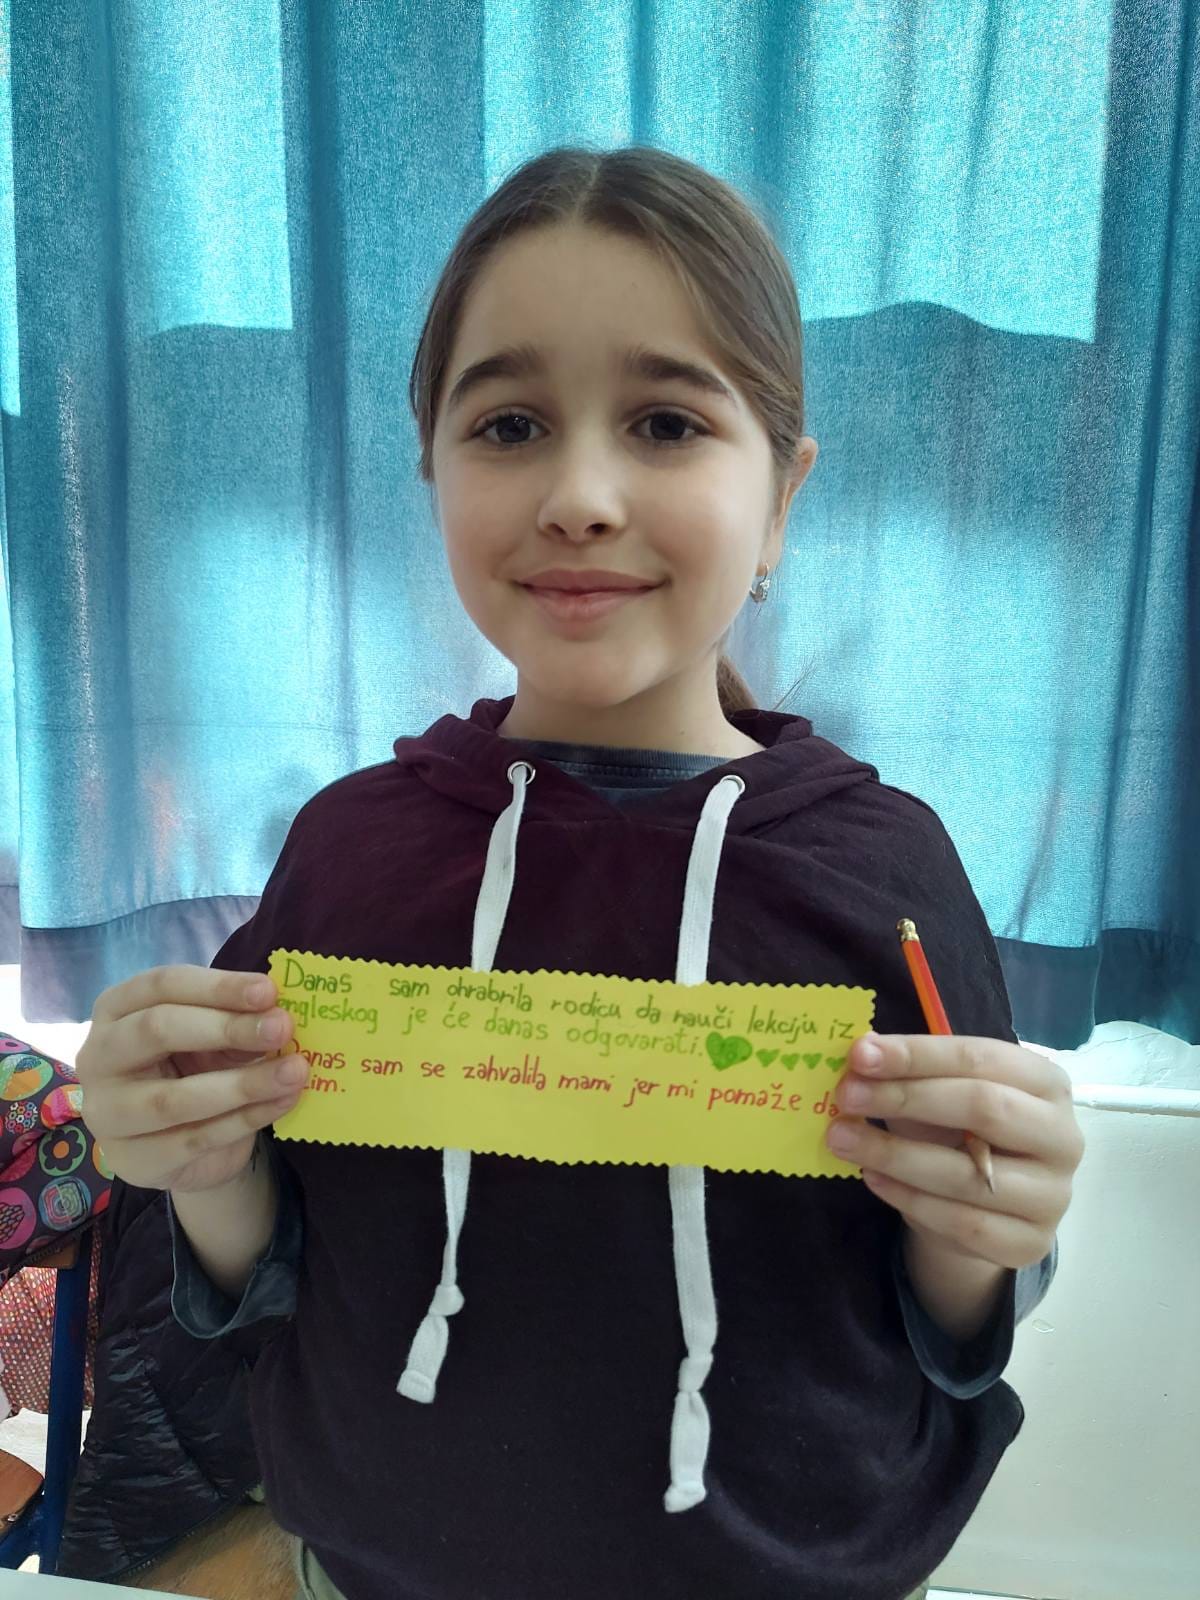 Danas sam ohrabrila rodicu da nauči lekciju iz
engleskog je će danas odgovarati.
Danas sam se zahvalila mami jer mi pomaže da